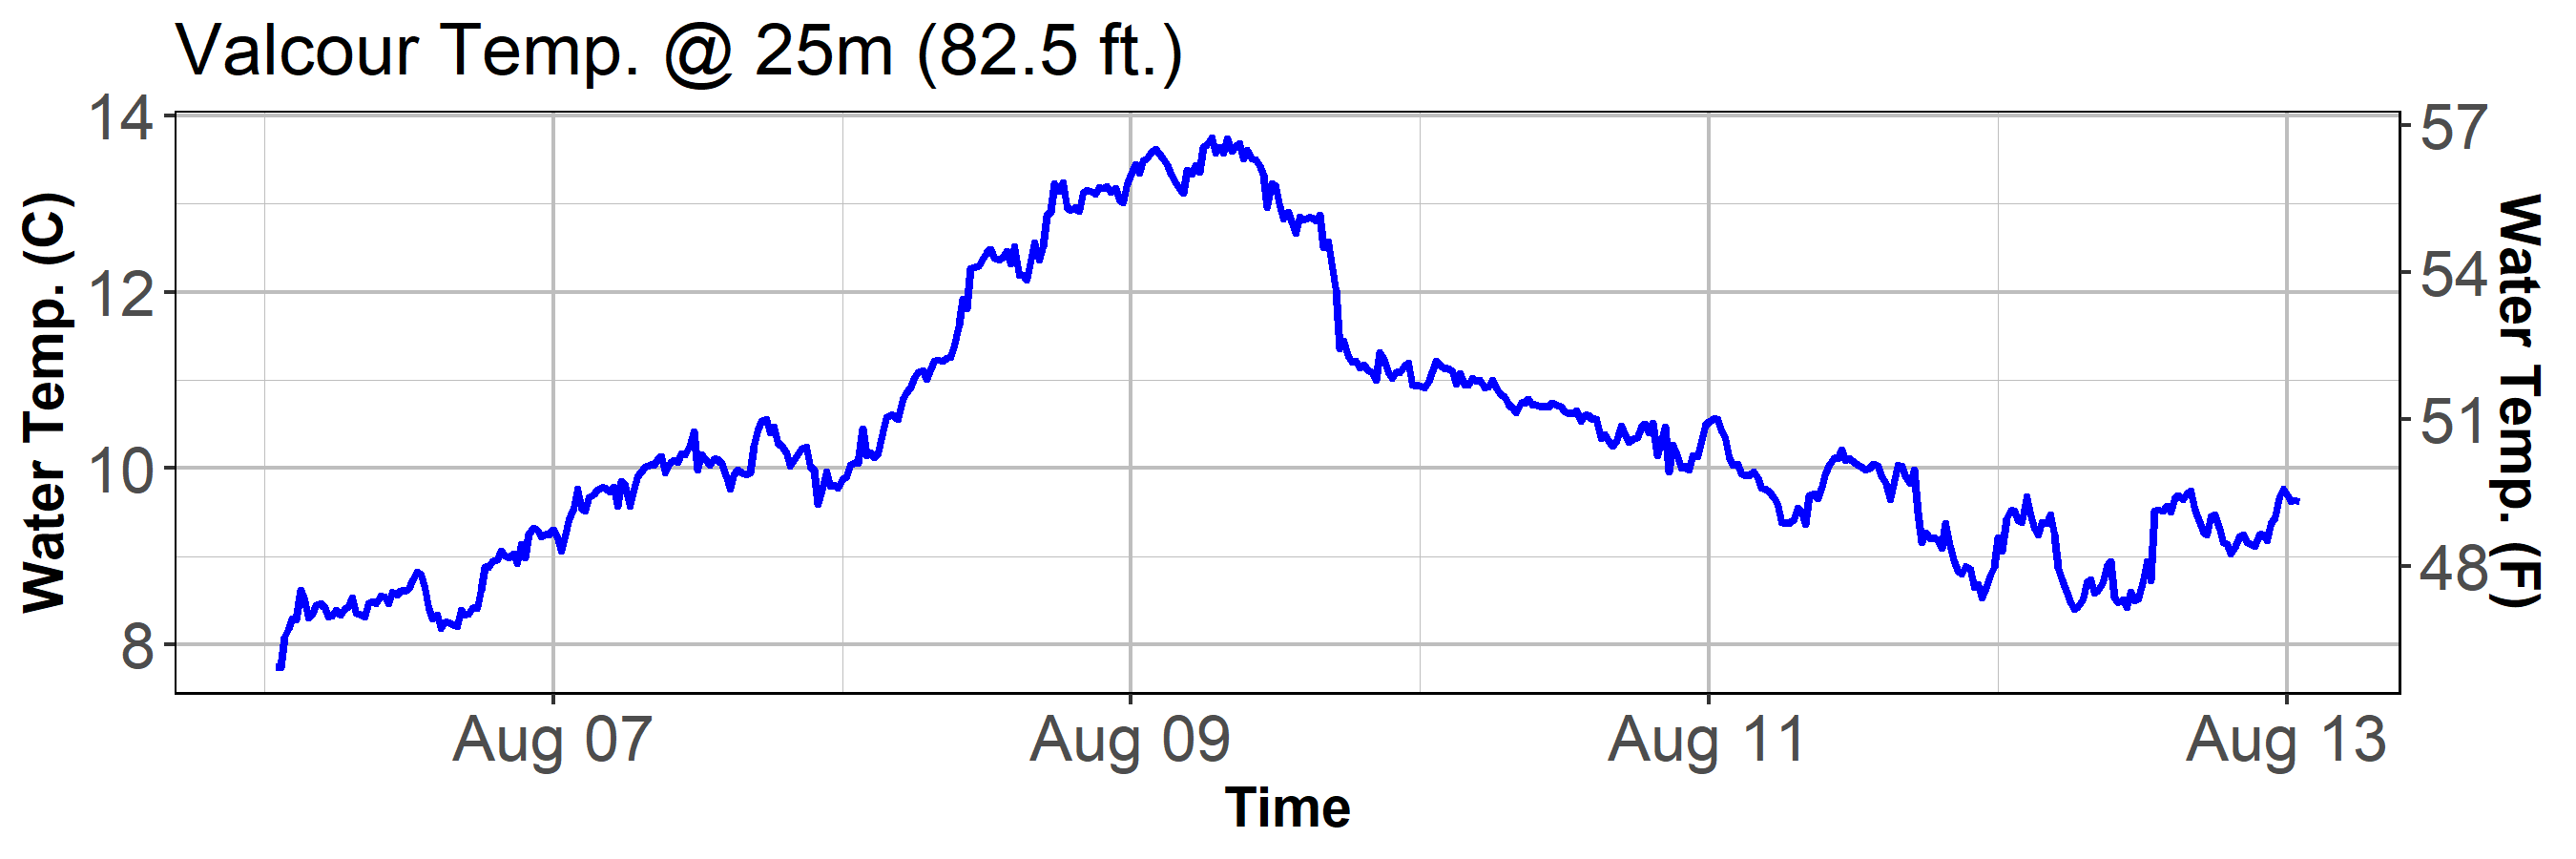 Valcour Temp. @ 25m (82.5 ft.)
Water Temp. (C)
14
12
10
8
57
54
51
48
Water Temp. (F)
Aug 07
Aug 09
Aug 11
Aug 13
Time